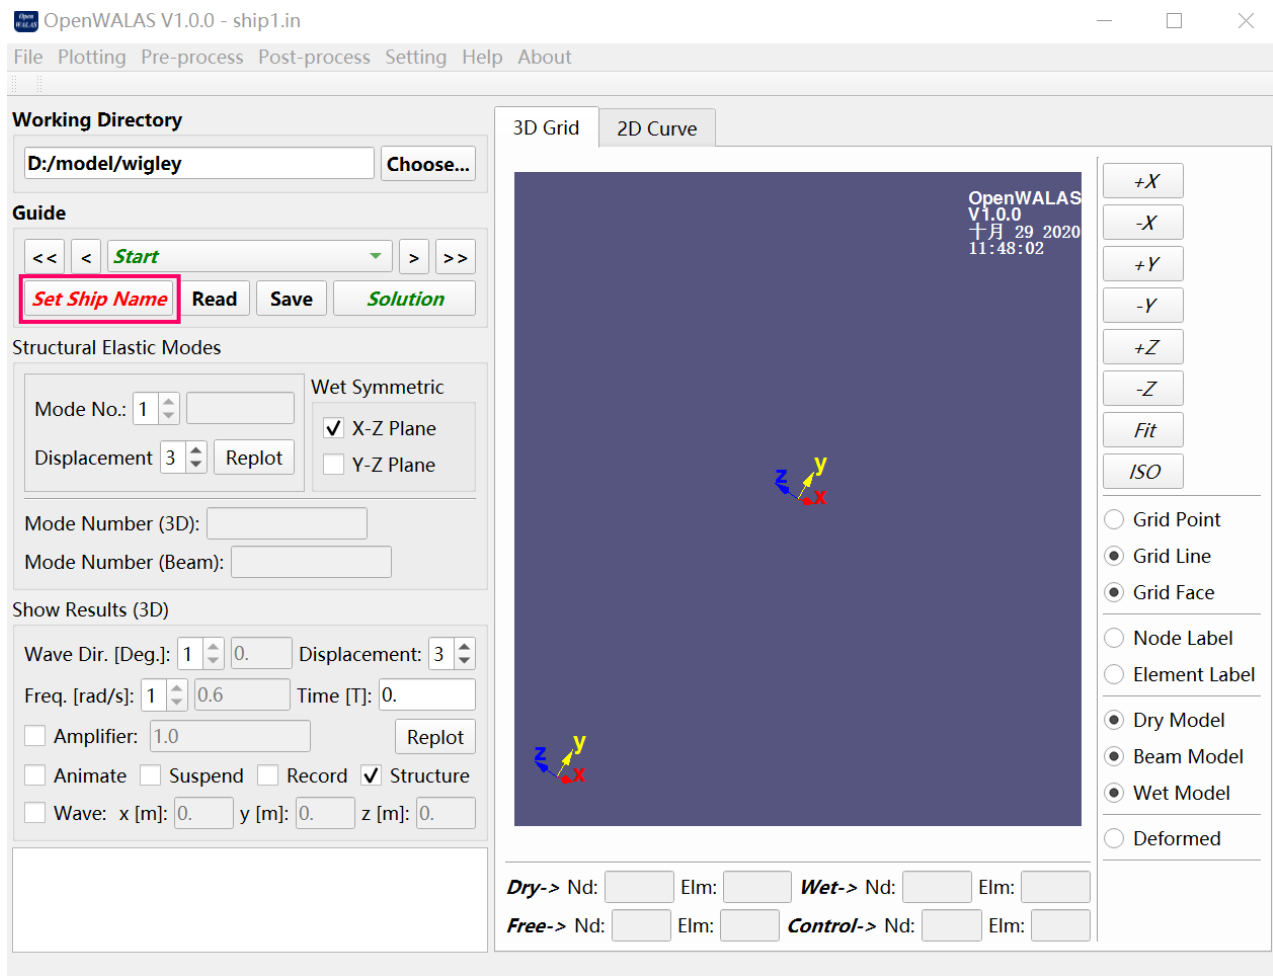 Open WALAS OpenWALAS V1.0.0 - ship1.in
File Plotting Pre-process Post-process Setting Help About
Working Directory
D:/model/wigley Choose...
Guide
<< < Start > >>
Set Ship Name Read Save Solution
Structural Elastic Modes
Mode No.: 1
Displacement 3 Replot
Wet Symmetric
X-Z Plane
Y-Z Plane
Mode Number (3D):
Mode Number (Beam):
Show Results (3D)
Wave Dir. [Deg.]: 1 0. Displacement: 3
Freq. [rad/s]: 1 0.6 Time [T]: 0.
Amplifier: 1.0 Replot
Animate Suspend Record Structure
Wave: x [m]: 0. y [m]: 0. z [m]: 0.
3D Grid 2D Curve
OpenWALAS
V1.0.0
十月 29 2020
11:48:02
z y x
z y x
Dry-> Nd: Elm: Wet-> Nd: Elm:
Free-> Nd: Elm: Control-> Nd: Elm:
+X
-X
+Y
-Y
+Z
-Z
Fit
ISO
Grid Point
Grid Line
Grid Face
Node Label
Element Label
Dry Model
Beam Model
Wet Model
Deformed